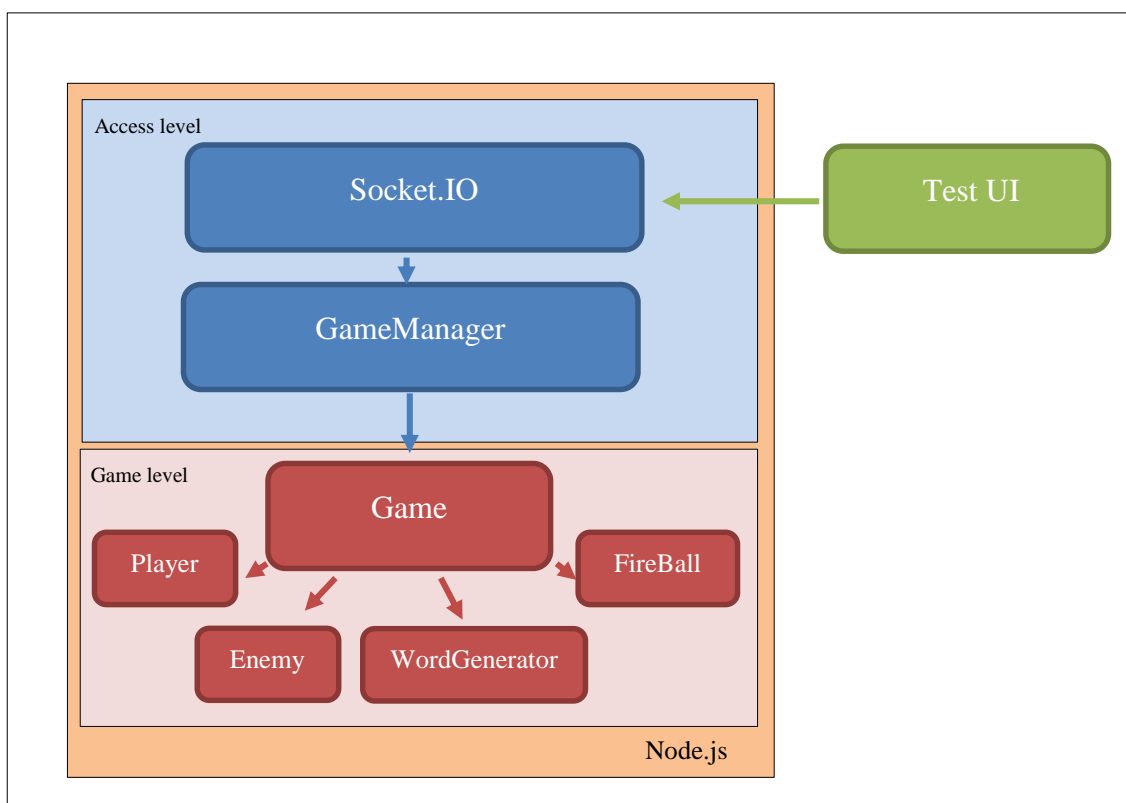 Access level
Socket.IO
Test UI
GameManager
Game level
Game
Player
FireBall
Enemy
WordGenerator
Node.js